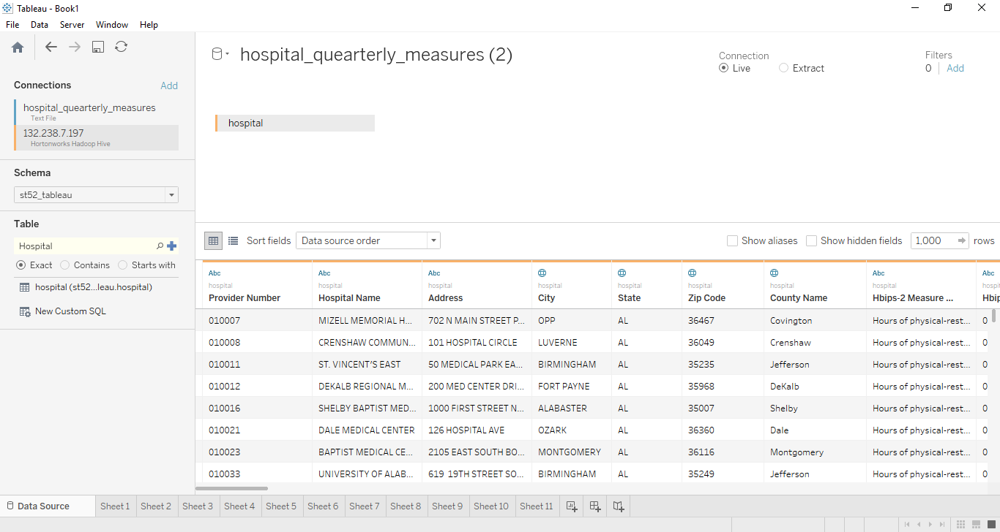 Tableau - Book1
File Data Server Window Help
hospital_quearterly_measures (2)
Connection
Live Extract
Filters
0 Add
Connections Add
hospital_quearterly_measures
Text File
132.238.7.197
Hortonworks Hadoop Hive
hospital
Schema
st52_tableau
Table
Hospital
Exact Contains Starts with
hospital (st52...leau.hospital)
New Custom SQL
Sort fields Data source order Show aliases Show hidden fields 1,000 rows
Abc Abc Abc Abc Abc
hospital hospital hospital hospital hospital hospital hospital hospital hospit
Provider Number Hospital Name Address City State Zip Code County Name Hbips-2 Measure ... Hbip
010007 MIZELL MEMORIAL H... 702 N MAIN STREET P... OPP AL 36467 Covington Hours of physical-rest... 0
010008 CRENSHAW COMMUN... 101 HOSPITAL CIRCLE LUVERNE AL 36049 Crenshaw Hours of physical-rest... 0
010011 ST. VINCENT'S EAST 50 MEDICAL PARK EA... BIRMINGHAM AL 35235 Jefferson Hours of physical-rest... 0
010012 DEKALB REGIONAL M... 200 MED CENTER DRI... FORT PAYNE AL 35968 DeKalb Hours of physical-rest... 0
010016 SHELBY BAPTIST MED... 1000 FIRST STREET N... ALABASTER AL 35007 Shelby Hours of physical-rest... 0
010021 DALE MEDICAL CENTER 126 HOSPITAL AVE OZARK AL 36360 Dale Hours of physical-rest... 0
010023 BAPTIST MEDICAL CE... 2105 EAST SOUTH BO... MONTGOMERY AL 36116 Montgomery Hours of physical-rest... 0
010033 UNIVERSITY OF ALAB... 619 19TH STREET SO... BIRMINGHAM AL 35249 Jefferson Hours of physical-rest... 0
Data Source Sheet 1 Sheet 2 Sheet 3 Sheet 4 Sheet 5 Sheet 6 Sheet 7 Sheet 8 Sheet 9 Sheet 10 Sheet 11